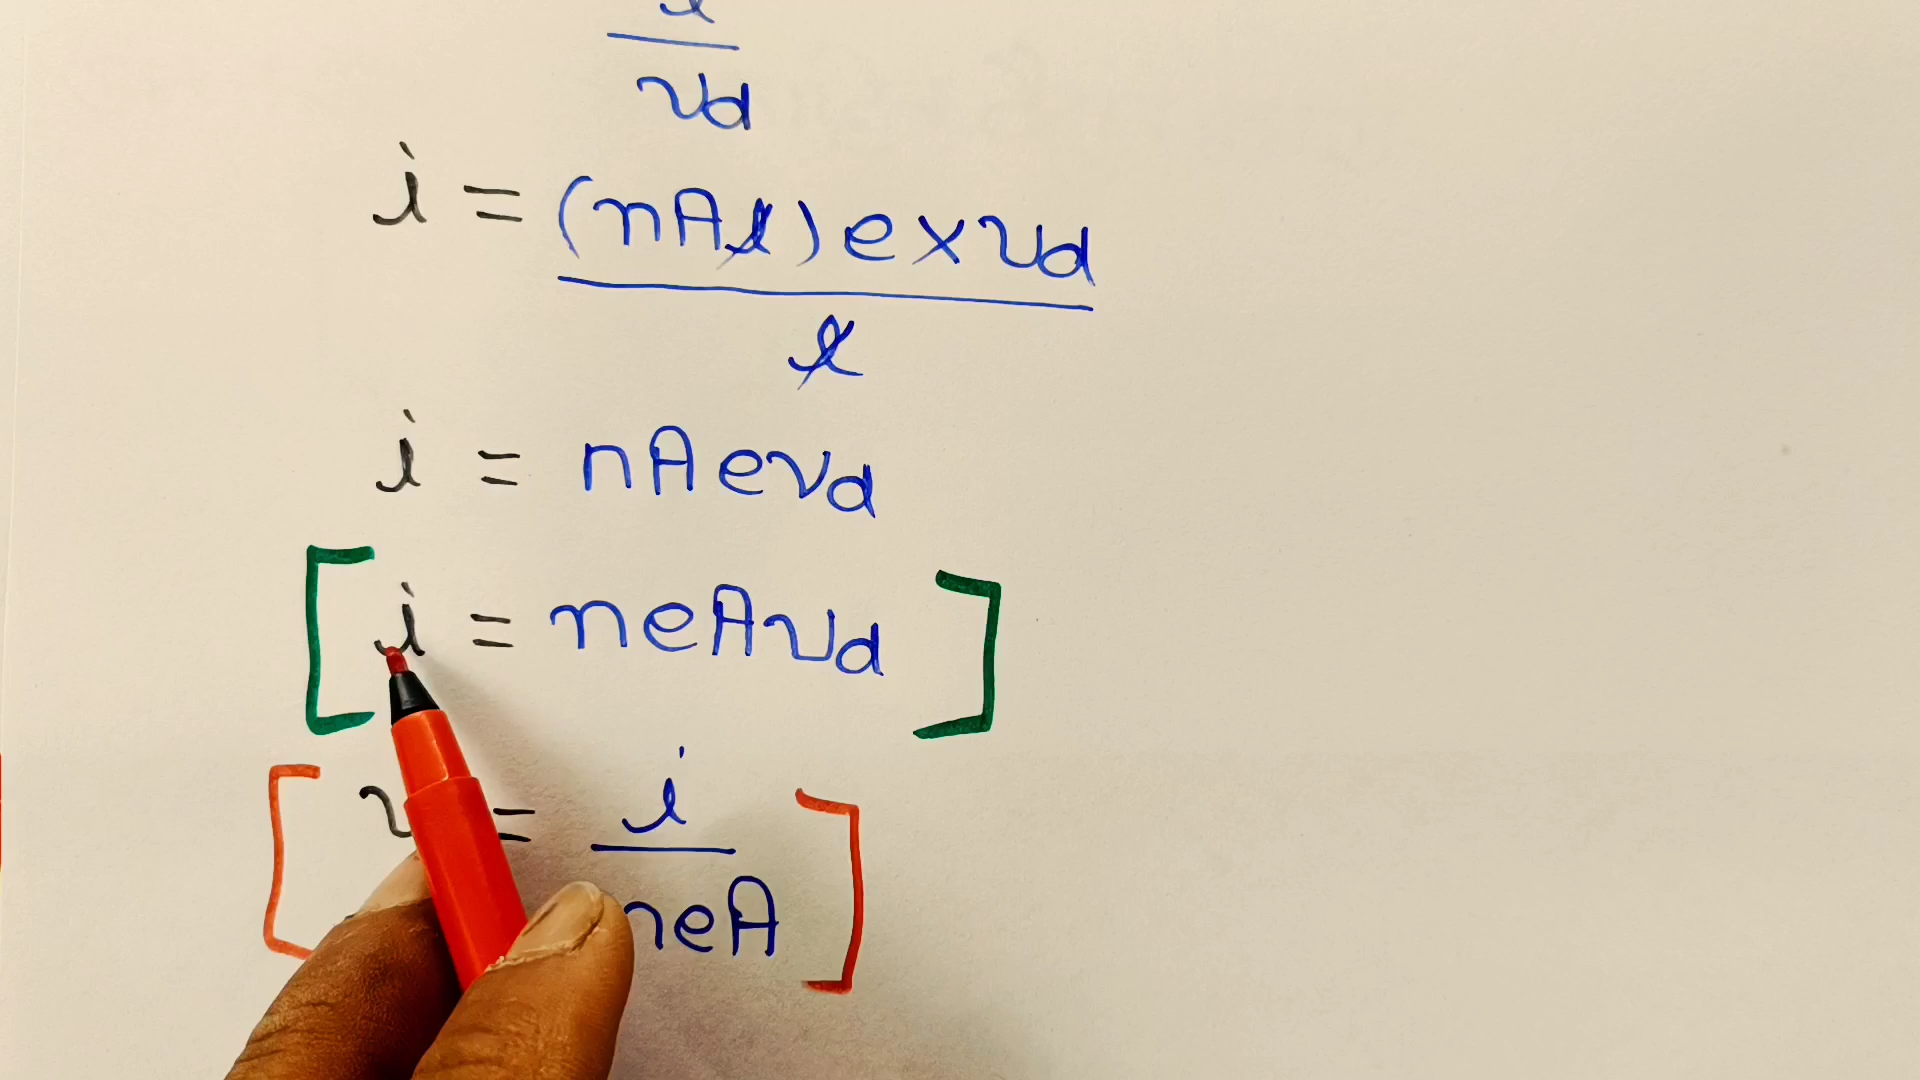 l/vd
i = (nAl)e×vd/l
i = nAevd
i = neAvd
v = i/neA